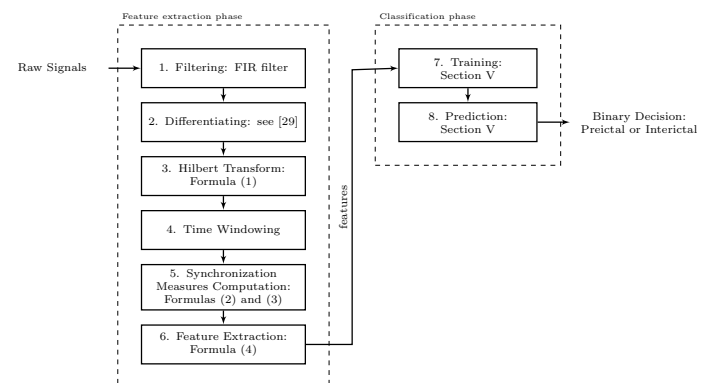 Feature extraction phase
Raw Signals
1. Filtering: FIR filter
2. Differentiating: see [29]
3. Hilbert Transform:
Formula (1)
4. Time Windowing
5. Synchronization
Measures Computation:
Formulas (2) and (3)
6. Feature Extraction:
Formula (4)
features
Classification phase
7. Training:
Section V
8. Prediction:
Section V
Binary Decision:
Preictal or Interictal